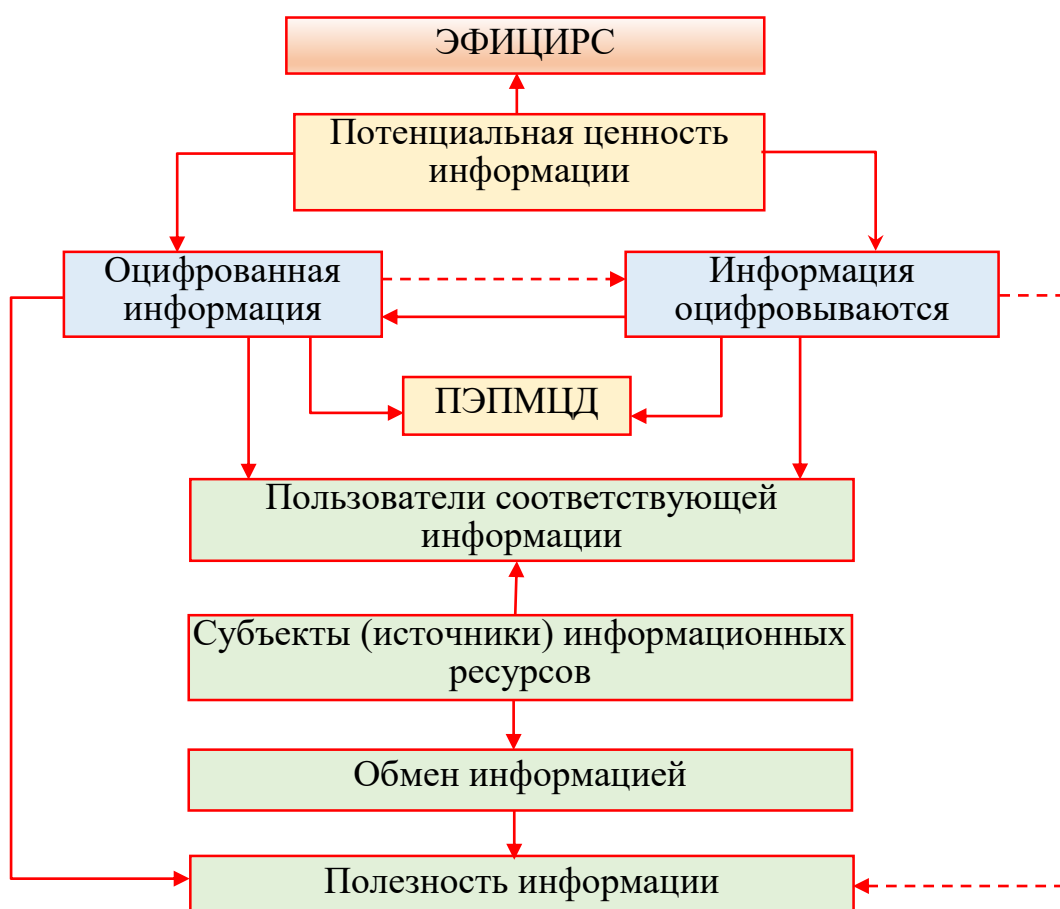 ЭФИЦИРС
Потенциальная ценность
информации
Оцифрованная
информация
Информация
оцифровываются
ПЭПМЦД
Пользователи соответствующей
информации
Субъекты (источники) информационных
ресурсов
Обмен информацией
Полезность информации